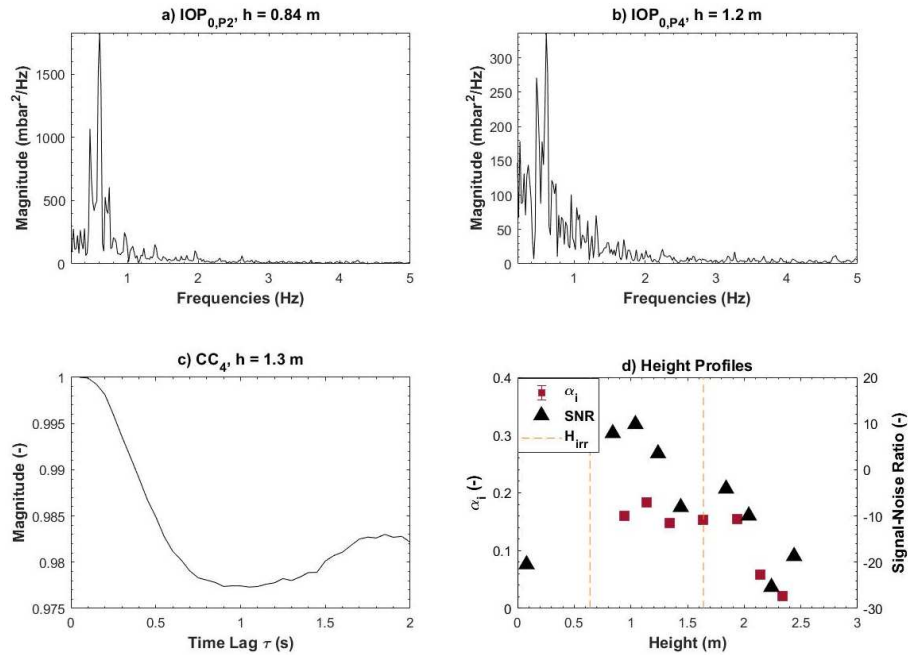 a) IOP0,P2, h = 0.84 m
Magnitude (mbar2/Hz)
1500
1000
500
0
1 2 3 4 5
Frequencies (Hz)
b) IOP0,P4, h = 1.2 m
Magnitude (mbar2/Hz)
300
250
200
150
100
50
0
1 2 3 4 5
Frequencies (Hz)
c) CC4, h = 1.3 m
Magnitude (-)
1
0.995
0.99
0.985
0.98
0.975
0 0.5 1 1.5 2
Time Lag τ (s)
d) Height Profiles
αi
SNR
Hirr
αi (-)
0.4
0.3
0.2
0.1
0
0 0.5 1 1.5 2 2.5 3
Height (m)
20
10
0
-10
-20
-30
Signal-Noise Ratio (-)